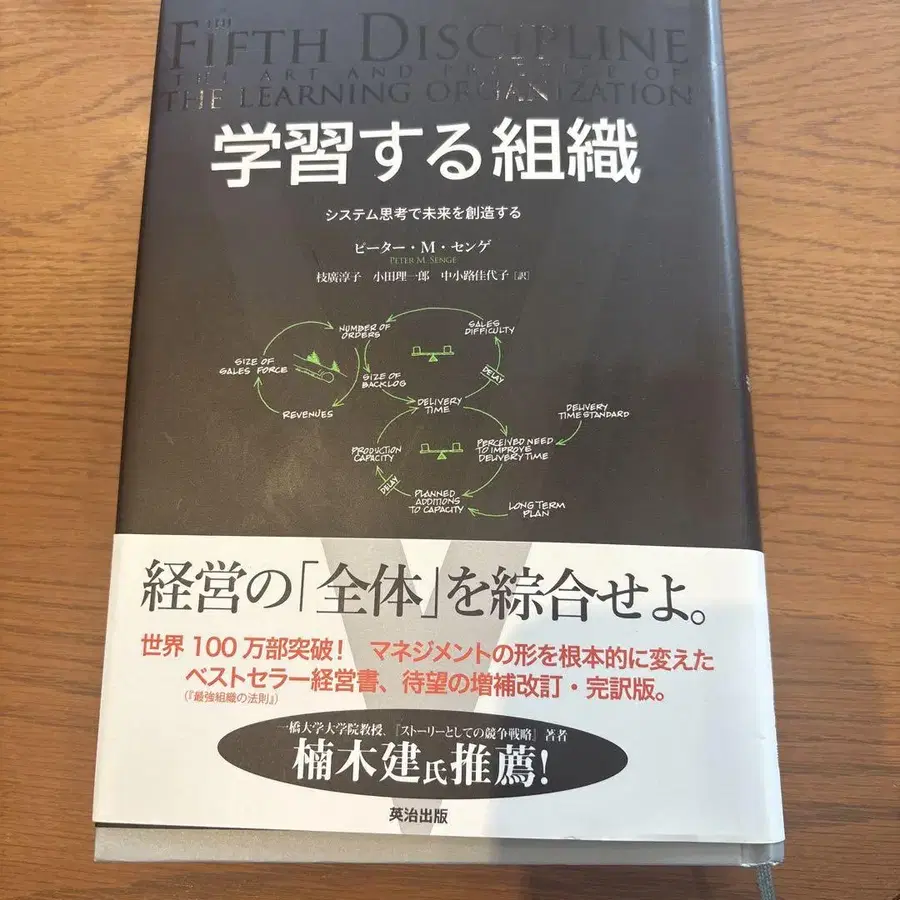 THE
FIFTH DISCIPLINE
THE ART AND PRACTICE OF
THE LEARNING ORGANIZATION
学習する組織
システム思考で未来を創造する
ピーター・M・センゲ
PETER M. SENGE
枝廣淳子 小田理一郎 中小路佳代子[訳]
NUMBER OF
ORDERS
SALES
DIFFICULTY
SIZE OF
SALES FORCE
SIZE OF
BACKLOG
DELAY
REVENUES
DELIVERY
TIME
DELIVERY
TIME STANDARD
PRODUCTION
CAPACITY
PERCEIVED NEED
TO IMPROVE
DELIVERY TIME
DELAY
PLANNED
ADDITIONS
TO CAPACITY
LONG TERM
PLAN
経営の「全体」を綜合せよ。
世界100万部突破! マネジメントの形を根本的に変えた
ベストセラー経営書、待望の増補改訂・完訳版。
(『最強組織の法則』)
一橋大学大学院教授、『ストーリーとしての競争戦略』著者
楠木建氏推薦!
英治出版